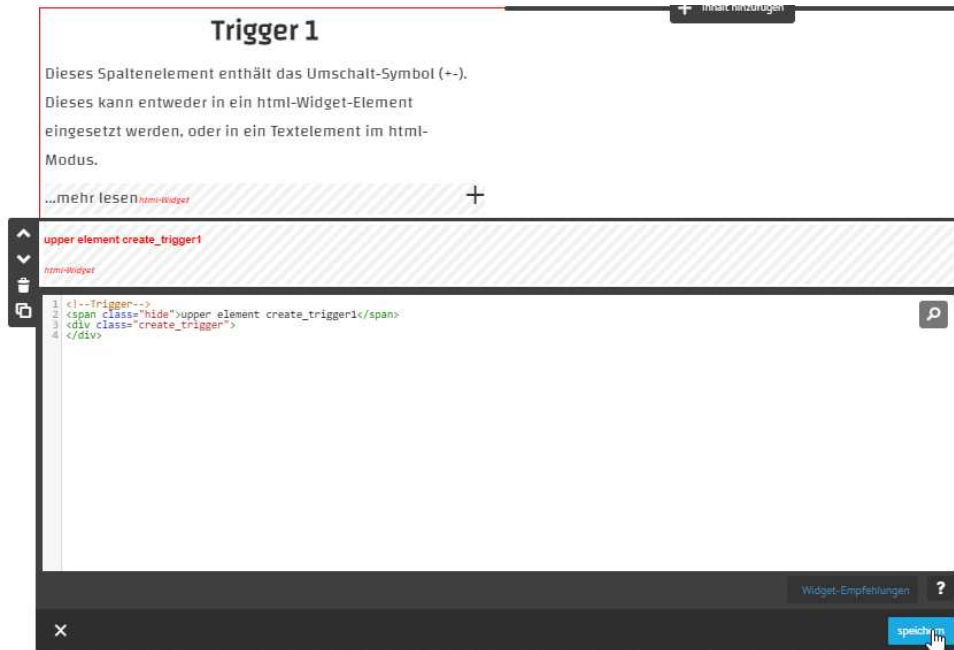 Inhalt hinzufügen
Trigger 1
Dieses Spaltenelement enthält das Umschalt-Symbol (+-).
Dieses kann entweder in ein html-Widget-Element
eingesetzt werden, oder in ein Textelement im html-
Modus.
...mehr lesen html-Widget
upper element create_trigger1
html-Widget
1 <!--Trigger-->
2 <span class="hide">upper element create_trigger1</span>
3 <div class="create_trigger">
4 </div>
Widget-Empfehlungen ?
speichern